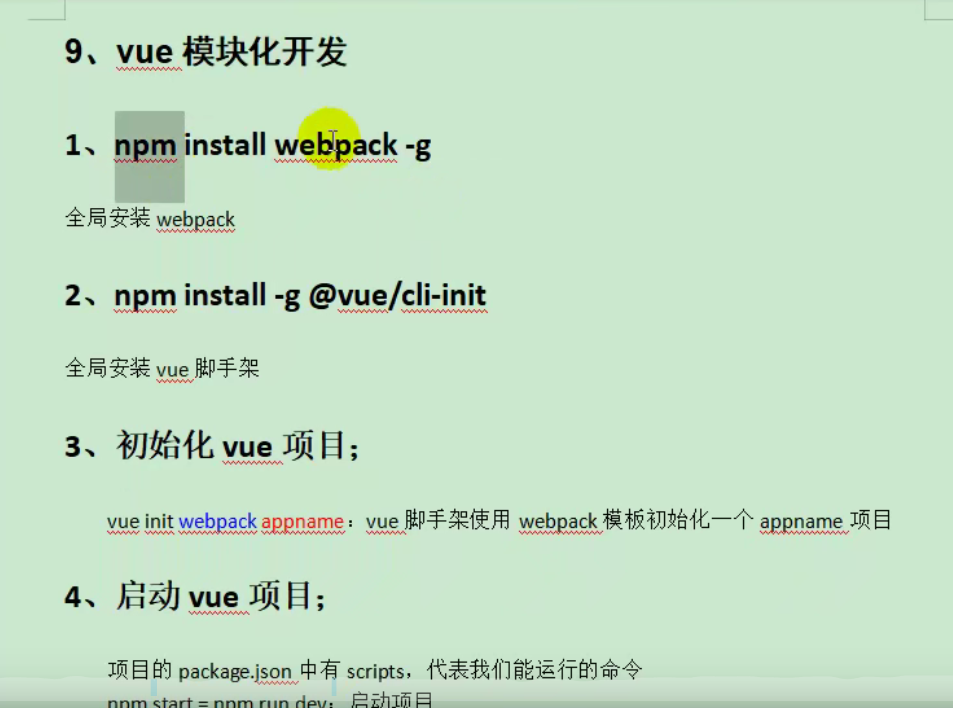 9、vue 模块化开发
1、npm install webpack -g
全局安装 webpack
2、npm install -g @vue/cli-init
全局安装 vue 脚手架
3、初始化 vue 项目；
vue init webpack appname：vue 脚手架使用 webpack 模板初始化一个 appname 项目
4、启动 vue 项目；
项目的 package.json 中有 scripts，代表我们能运行的命令
npm start = npm run dev：启动项目